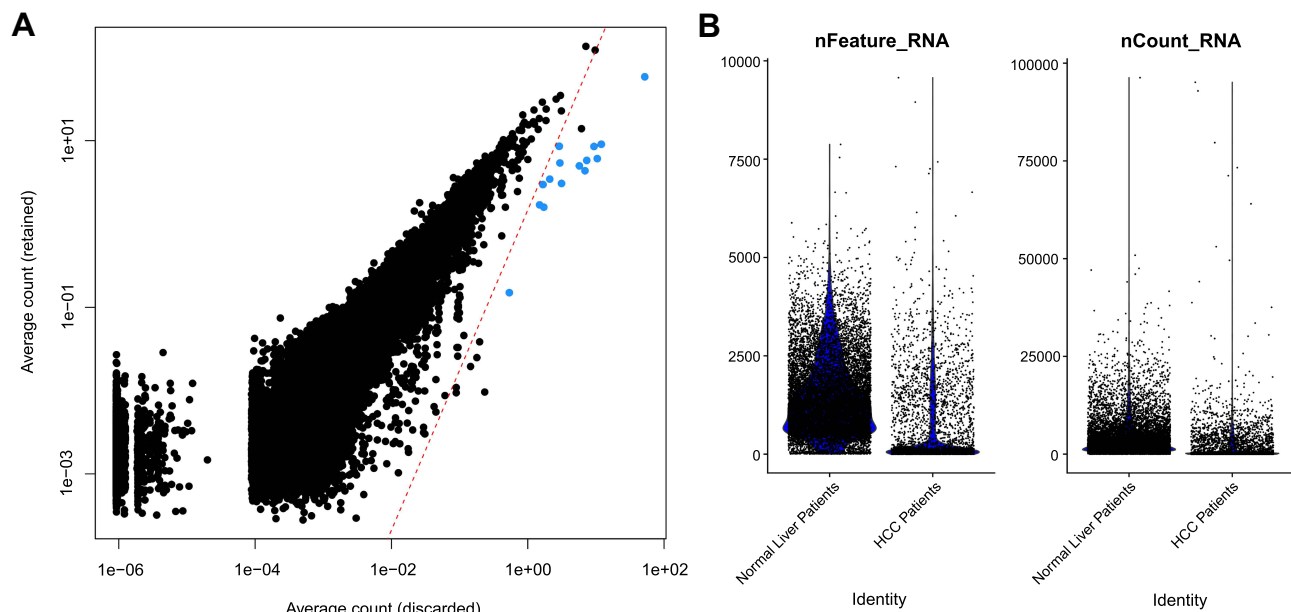 A
Average count (retained)
1e+01
1e-01
1e-03
1e-06
1e-04
1e-02
1e+00
1e+02
Average count (discarded)
B
nFeature_RNA
10000
7500
5000
2500
0
Normal Liver Patients
HCC Patients
Identity
nCount_RNA
100000
75000
50000
25000
0
Normal Liver Patients
HCC Patients
Identity